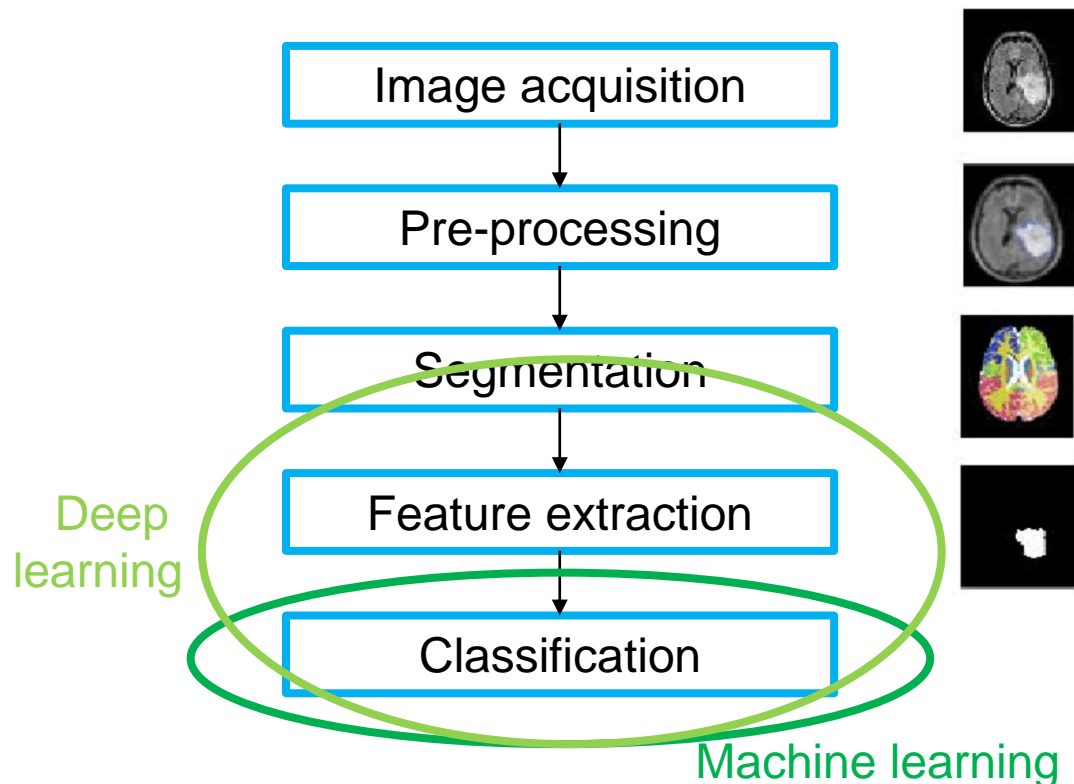 Image acquisition
Pre-processing
Segmentation
Feature extraction
Deep
learning
Classification
Machine learning